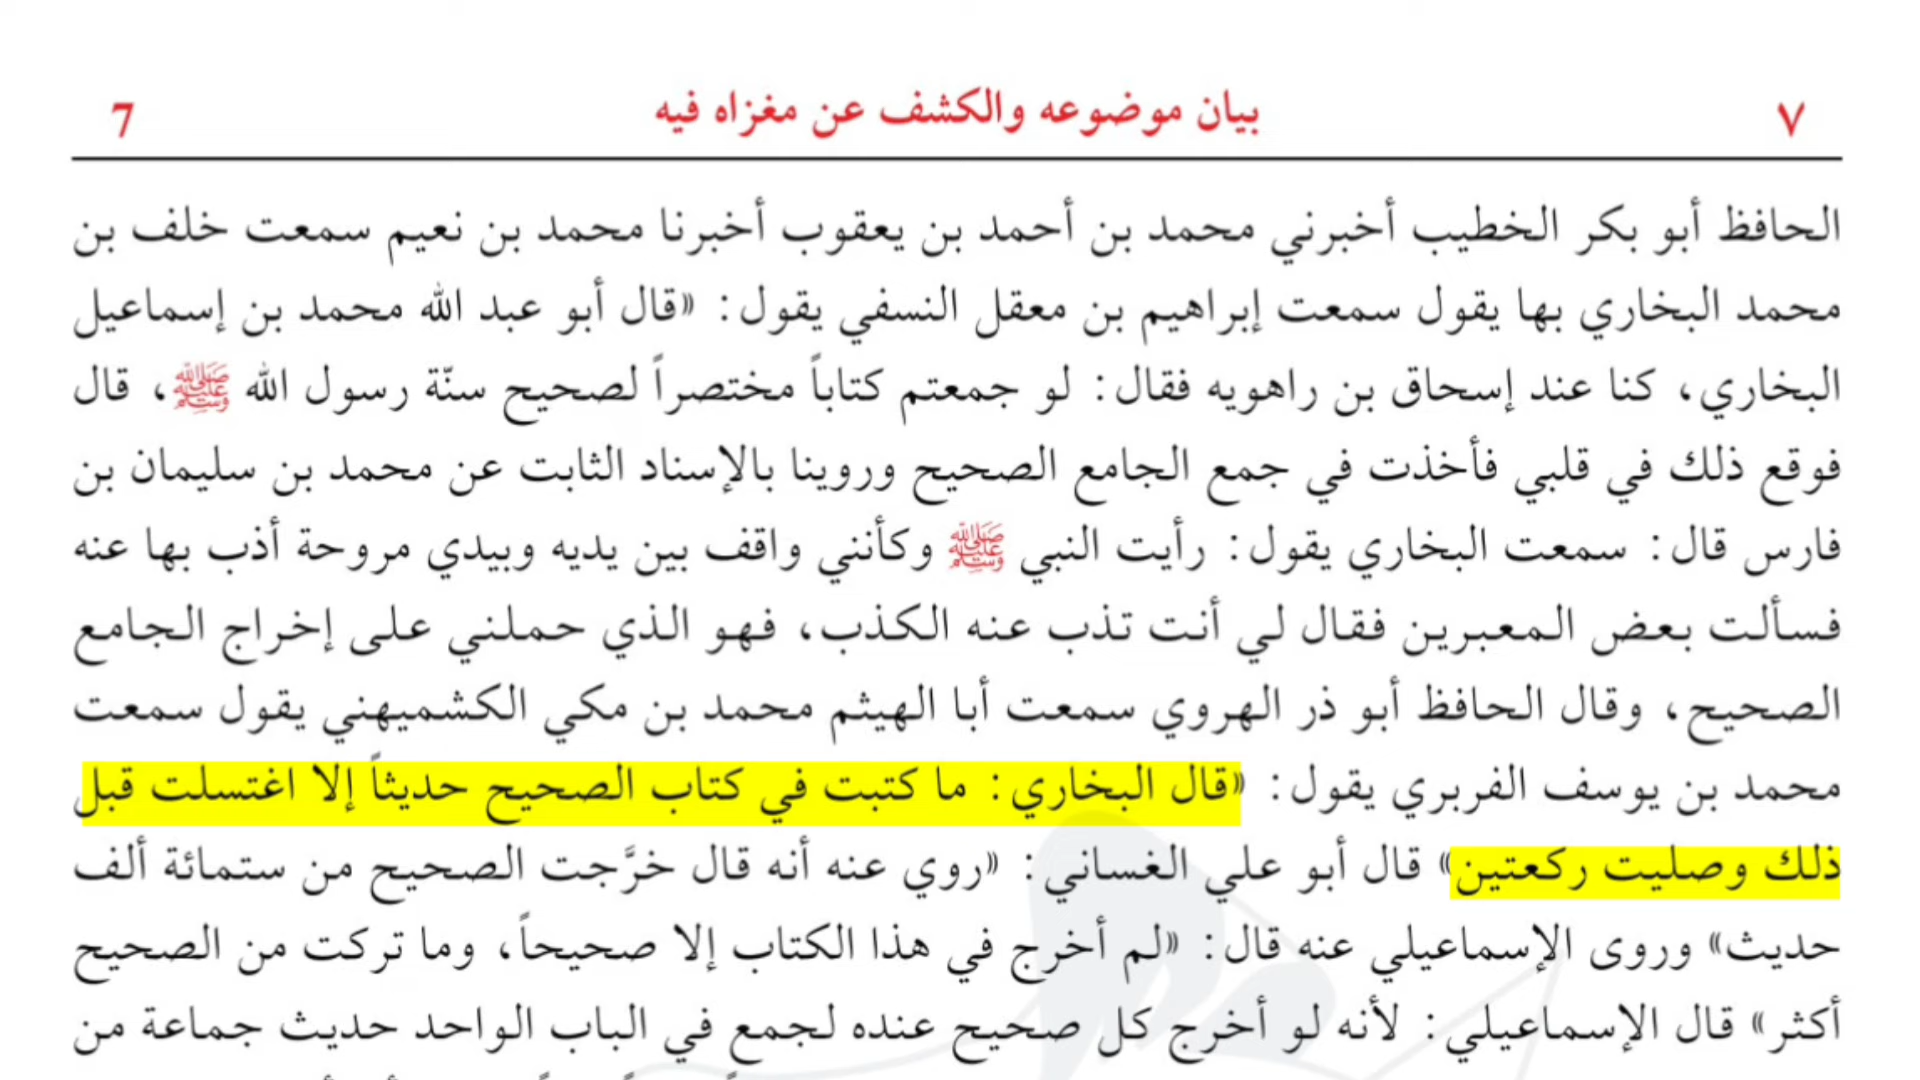 ٧ بيان موضوعه والكشف عن مغزاه فيه 7
الحافظ أبو بكر الخطيب أخبرني محمد بن أحمد بن يعقوب أخبرنا محمد بن نعيم سمعت خلف بن
محمد البخاري بها يقول سمعت إبراهيم بن معقل النسفي يقول: «قال أبو عبد الله محمد بن إسماعيل
البخاري، كنا عند إسحاق بن راهويه فقال: لو جمعتم كتاباً مختصراً لصحيح سنّة رسول الله ﷺ، قال
فوقع ذلك في قلبي فأخذت في جمع الجامع الصحيح وروينا بالإسناد الثابت عن محمد بن سليمان بن
فارس قال: سمعت البخاري يقول: رأيت النبي ﷺ وكأنني واقف بين يديه وبيدي مروحة أذب بها عنه
فسألت بعض المعبرين فقال لي أنت تذب عنه الكذب، فهو الذي حملني على إخراج الجامع
الصحيح، وقال الحافظ أبو ذر الهروي سمعت أبا الهيثم محمد بن مكي الكشميهني يقول سمعت
محمد بن يوسف الفربري يقول: «قال البخاري: ما كتبت في كتاب الصحيح حديثاً إلا اغتسلت قبل
ذلك وصليت ركعتين» قال أبو علي الغساني: «روي عنه أنه قال خرَّجت الصحيح من ستمائة ألف
حديث» وروى الإسماعيلي عنه قال: «لم أخرج في هذا الكتاب إلا صحيحاً، وما تركت من الصحيح
أكثر» قال الإسماعيلي: لأنه لو أخرج كل صحيح عنده لجمع في الباب الواحد حديث جماعة من